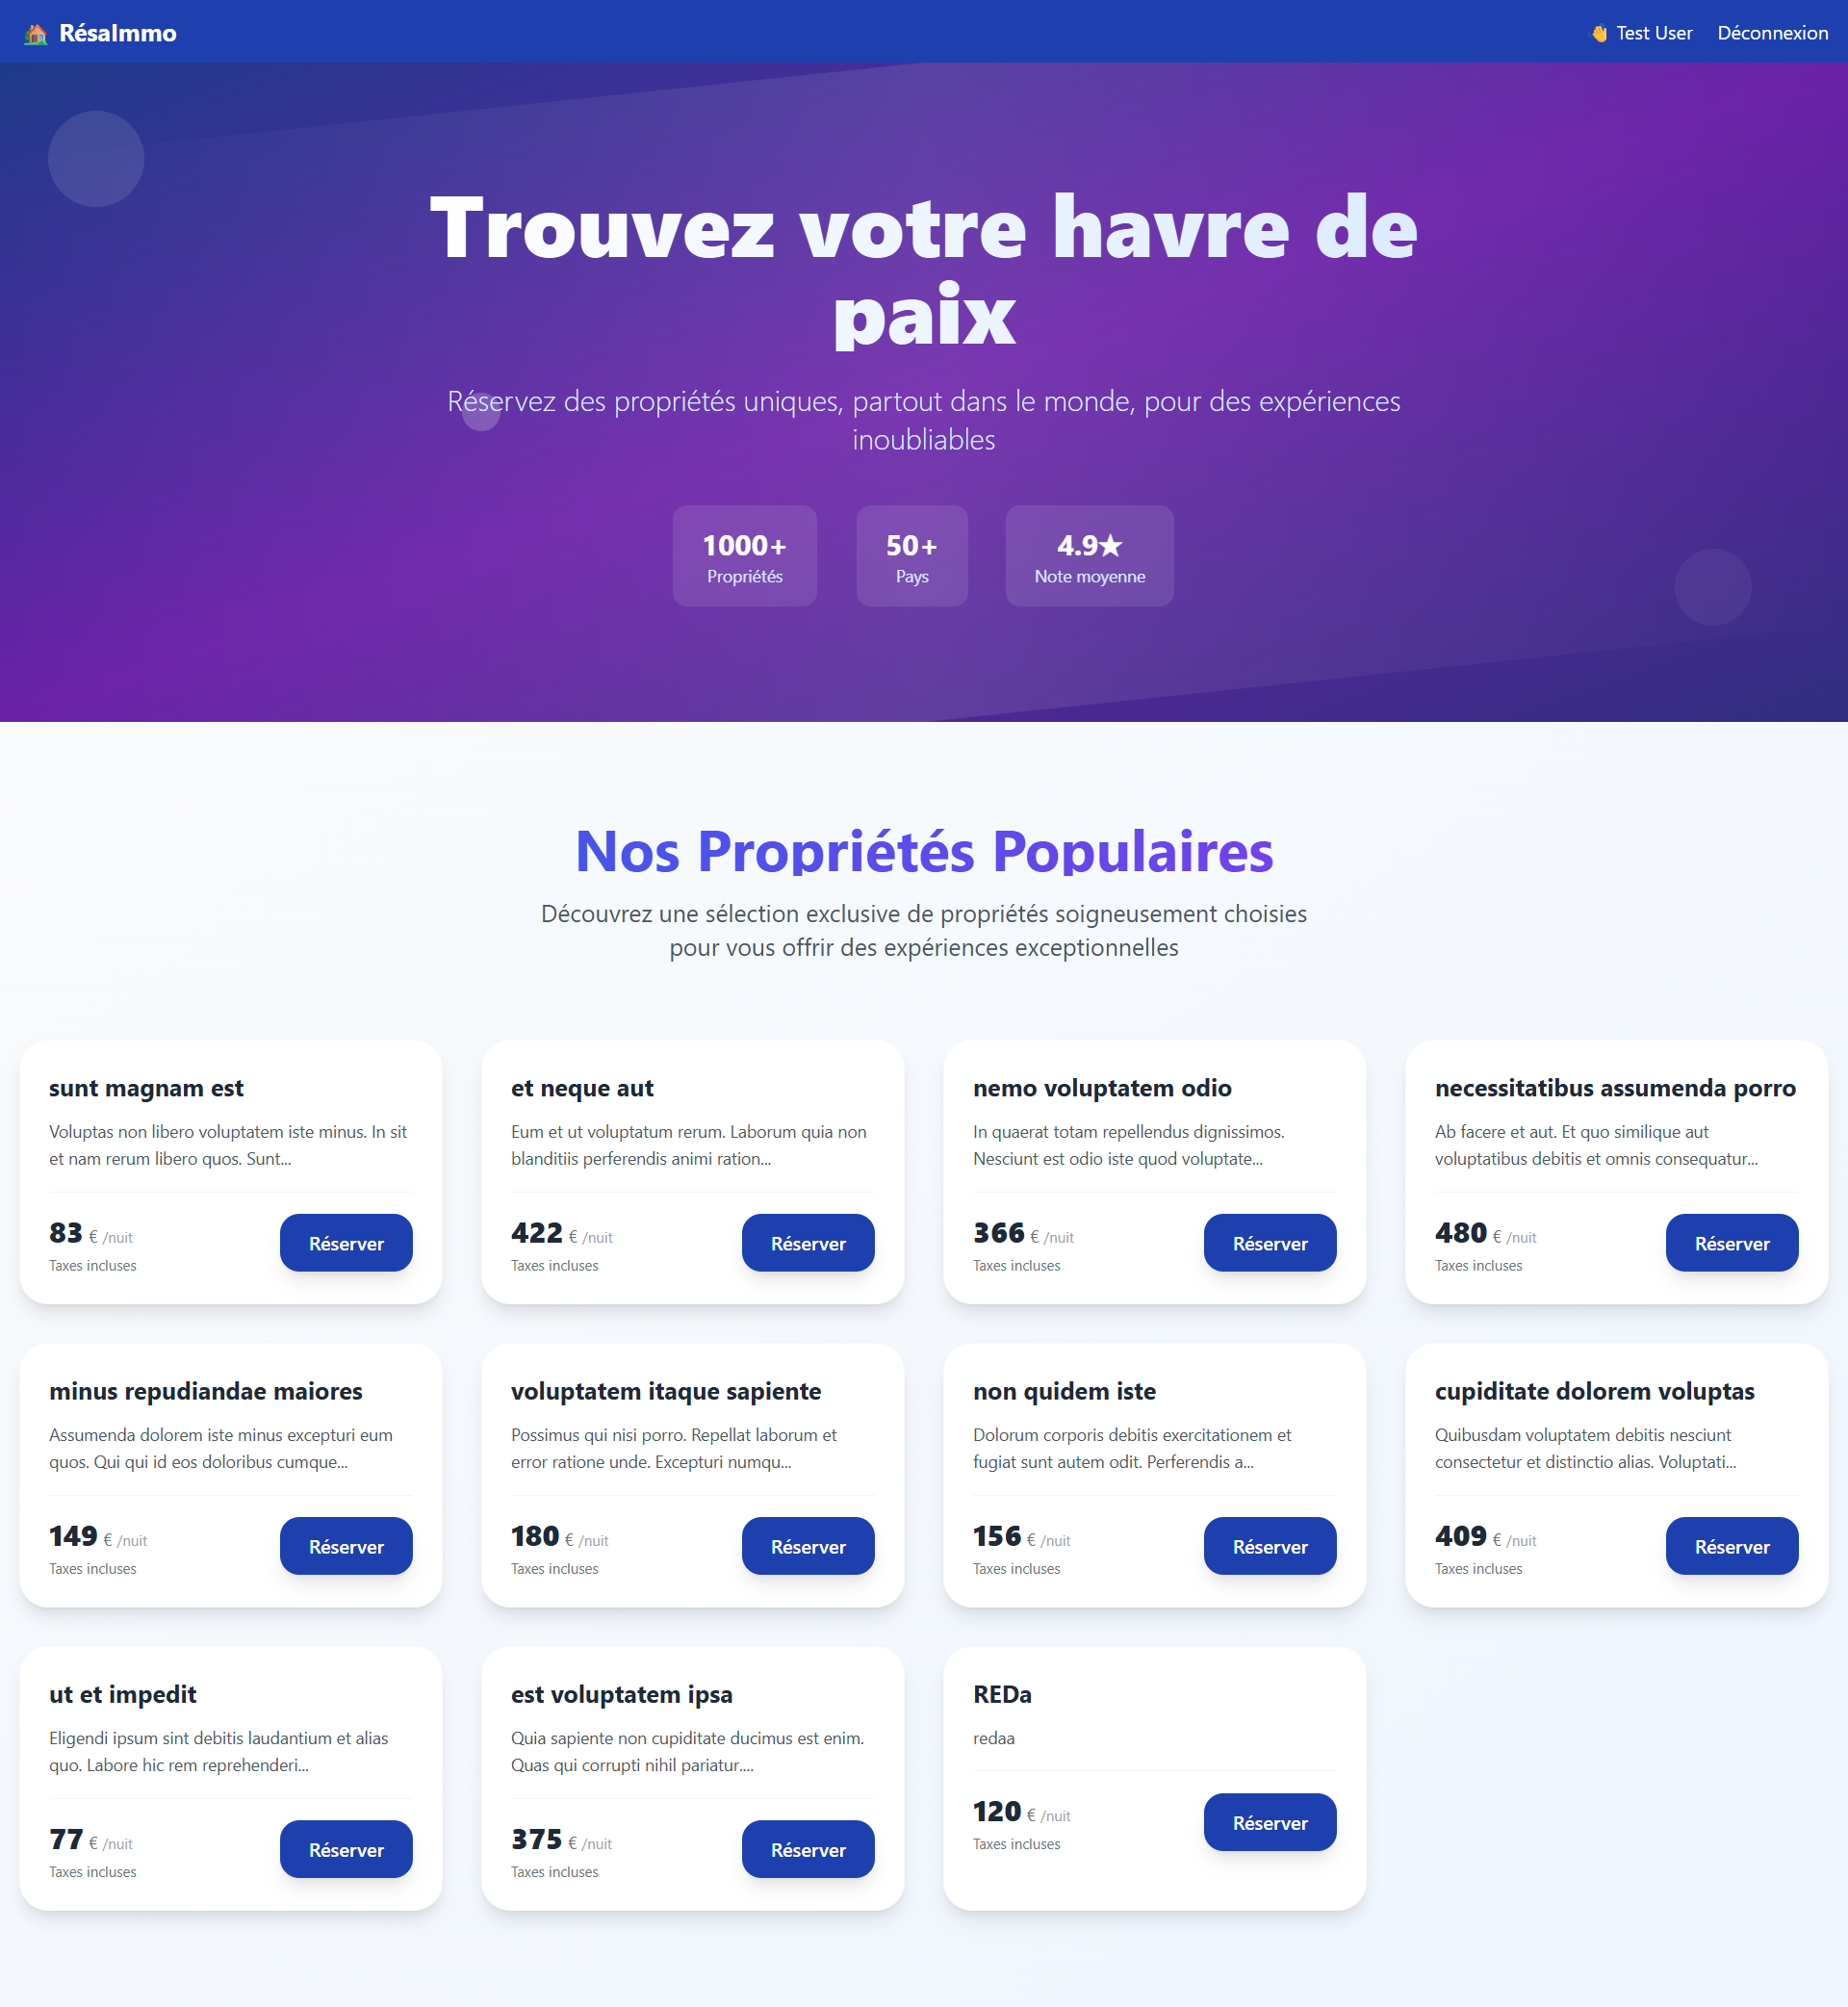 RésaImmo
Test User
Déconnexion
Trouvez votre havre de
paix
Réservez des propriétés uniques, partout dans le monde, pour des expériences
inoubliables
1000+
Propriétés
50+
Pays
4.9★
Note moyenne
Nos Propriétés Populaires
Découvrez une sélection exclusive de propriétés soigneusement choisies
pour vous offrir des expériences exceptionnelles
sunt magnam est
Voluptas non libero voluptatem iste minus. In sit
et nam rerum libero quos. Sunt...
83 € /nuit
Taxes incluses
Réserver
et neque aut
Eum et ut voluptatum rerum. Laborum quia non
blanditiis perferendis animi ration...
422 € /nuit
Taxes incluses
Réserver
nemo voluptatem odio
In quaerat totam repellendus dignissimos.
Nesciunt est odio iste quod voluptate...
366 € /nuit
Taxes incluses
Réserver
necessitatibus assumenda porro
Ab facere et aut. Et quo similique aut
voluptatibus debitis et omnis consequatur...
480 € /nuit
Taxes incluses
Réserver
minus repudiandae maiores
Assumenda dolorem iste minus excepturi eum
quos. Qui qui id eos doloribus cumque...
149 € /nuit
Taxes incluses
Réserver
voluptatem itaque sapiente
Possimus qui nisi porro. Repellat laborum et
error ratione unde. Excepturi numqu...
180 € /nuit
Taxes incluses
Réserver
non quidem iste
Dolorum corporis debitis exercitationem et
fugiat sunt autem odit. Perferendis a...
156 € /nuit
Taxes incluses
Réserver
cupiditate dolorem voluptas
Quibusdam voluptatem debitis nesciunt
consectetur et distinctio alias. Voluptati...
409 € /nuit
Taxes incluses
Réserver
ut et impedit
Eligendi ipsum sint debitis laudantium et alias
quo. Labore hic rem reprehenderi...
77 € /nuit
Taxes incluses
Réserver
est voluptatem ipsa
Quia sapiente non cupiditate ducimus est enim.
Quas qui corrupti nihil pariatur....
375 € /nuit
Taxes incluses
Réserver
REDa
redaa
120 € /nuit
Taxes incluses
Réserver